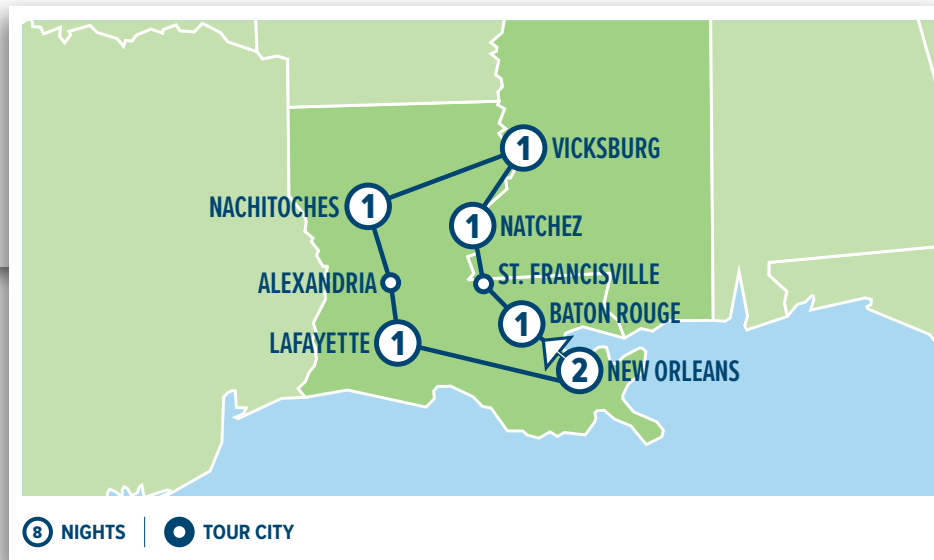 1 VICKSBURG
NACHITOCHES 1
1 NATCHEZ
ALEXANDRIA
ST. FRANCISVILLE
1 BATON ROUGE
LAFAYETTE 1
2 NEW ORLEANS
8 NIGHTS
TOUR CITY